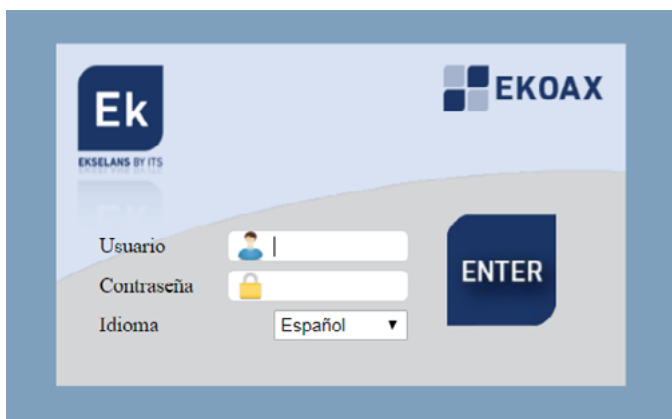 Ek
EKSELANS BY ITS
EKOAX
Usuario
Contraseña
Idioma
Español
ENTER